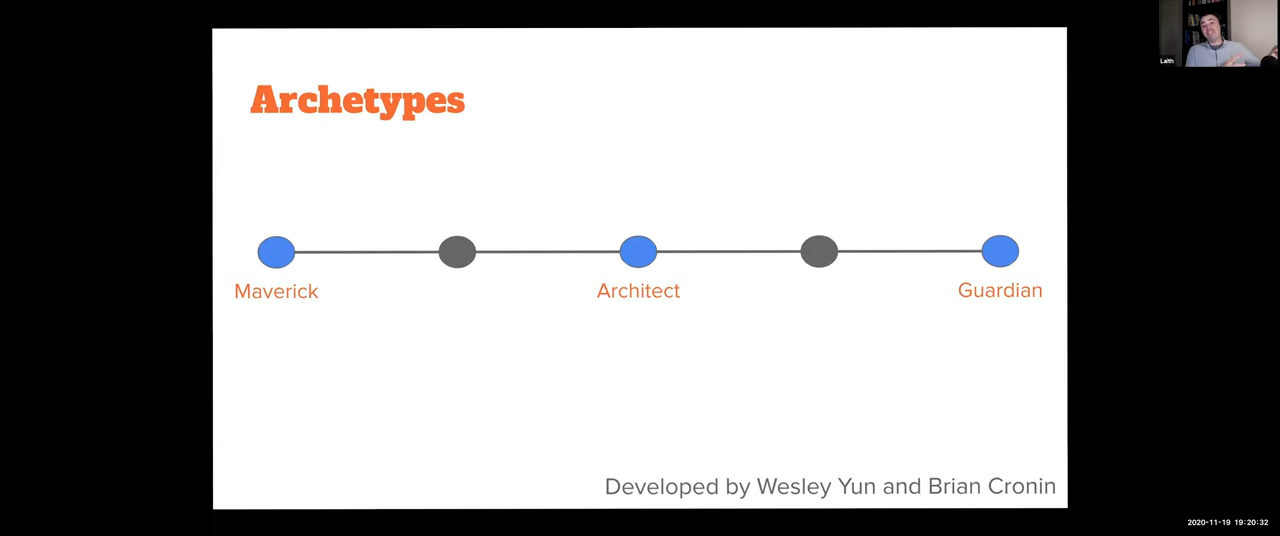 Laith
Archetypes
Maverick
Architect
Guardian
Developed by Wesley Yun and Brian Cronin
2020-11-19 19:20:32